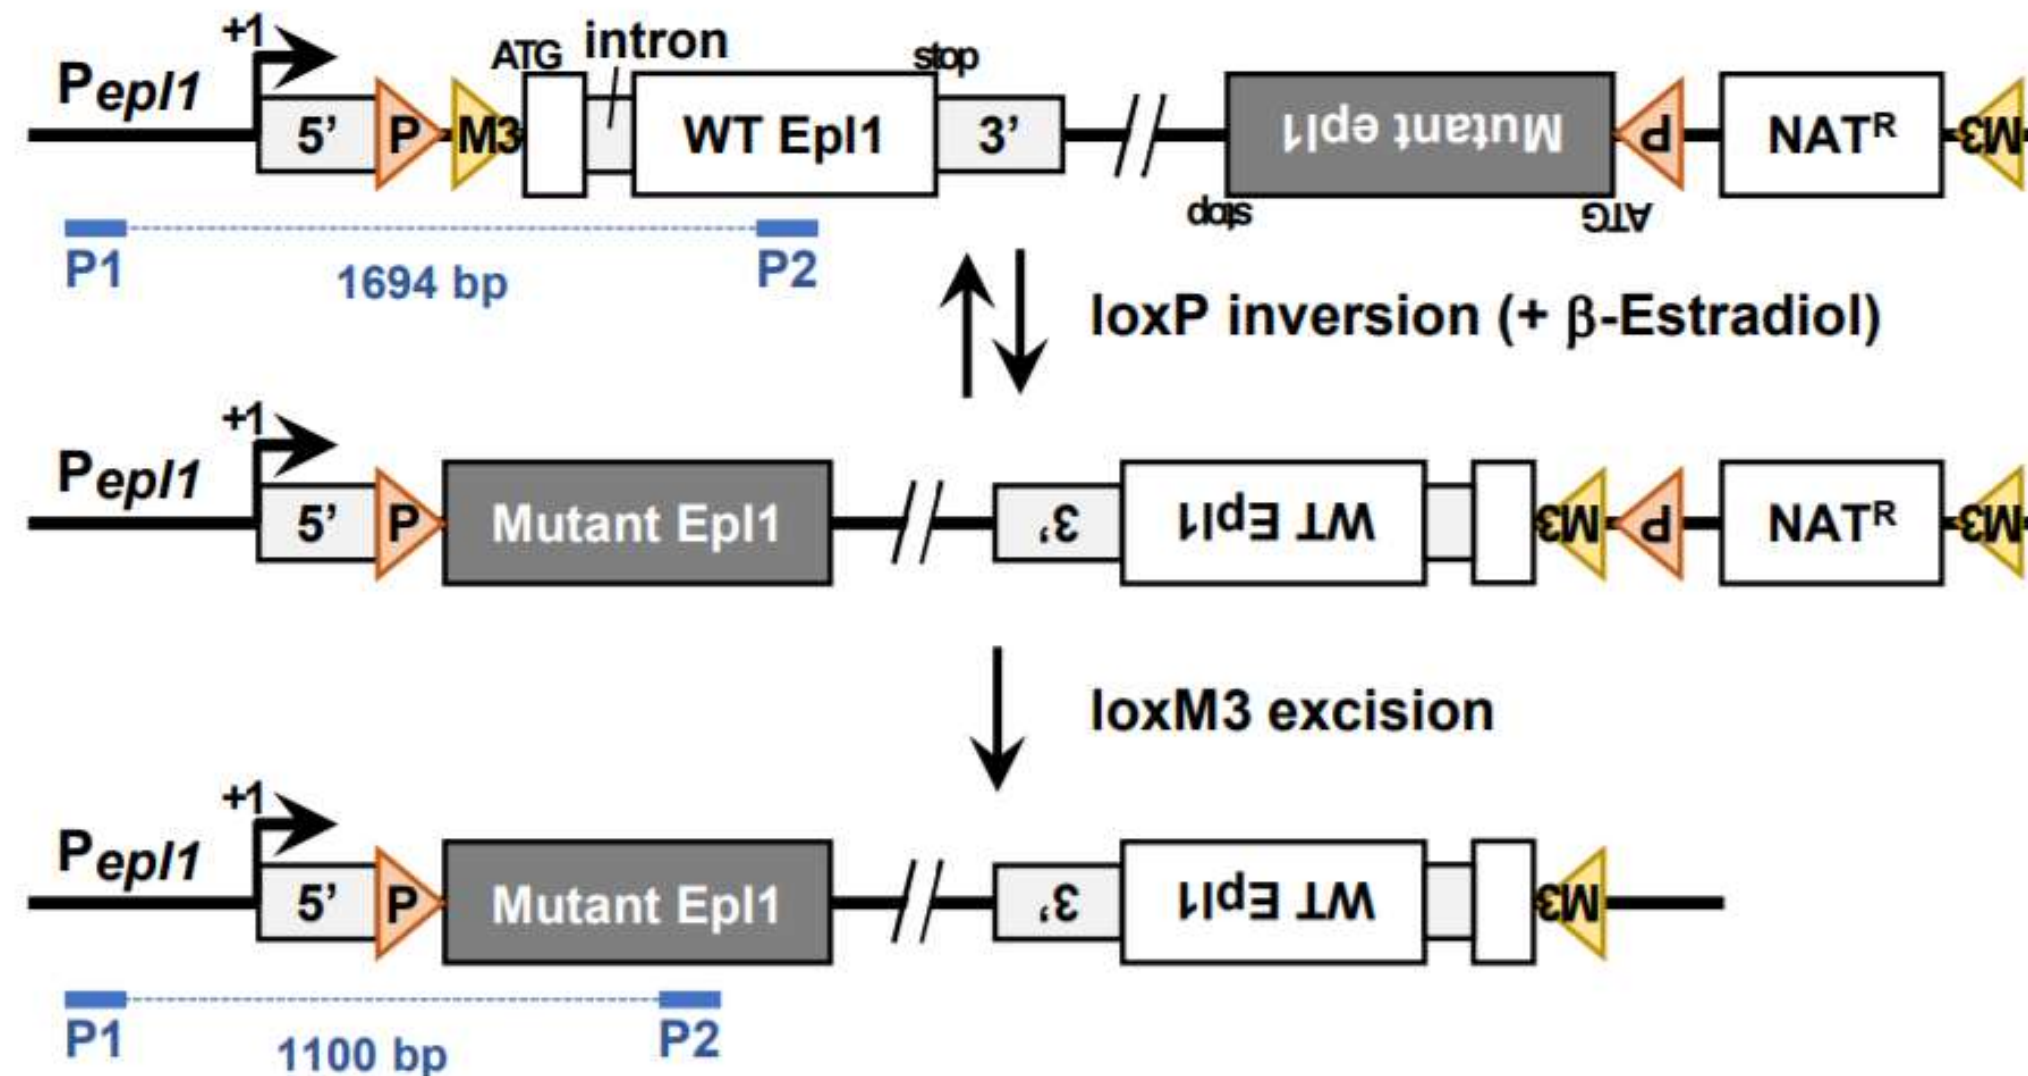 +1 ATG intron stop
Pepl1 5’ P M3 WT Epl1 3’ Mutant epl1 P NATR M3
stop ATG
P1 1694 bp P2
loxP inversion (+ β-Estradiol)
+1
Pepl1 5’ P Mutant Epl1 3’ WT Epl1 M3 P NATR M3
loxM3 excision
+1
Pepl1 5’ P Mutant Epl1 3’ WT Epl1 M3
P1 1100 bp P2